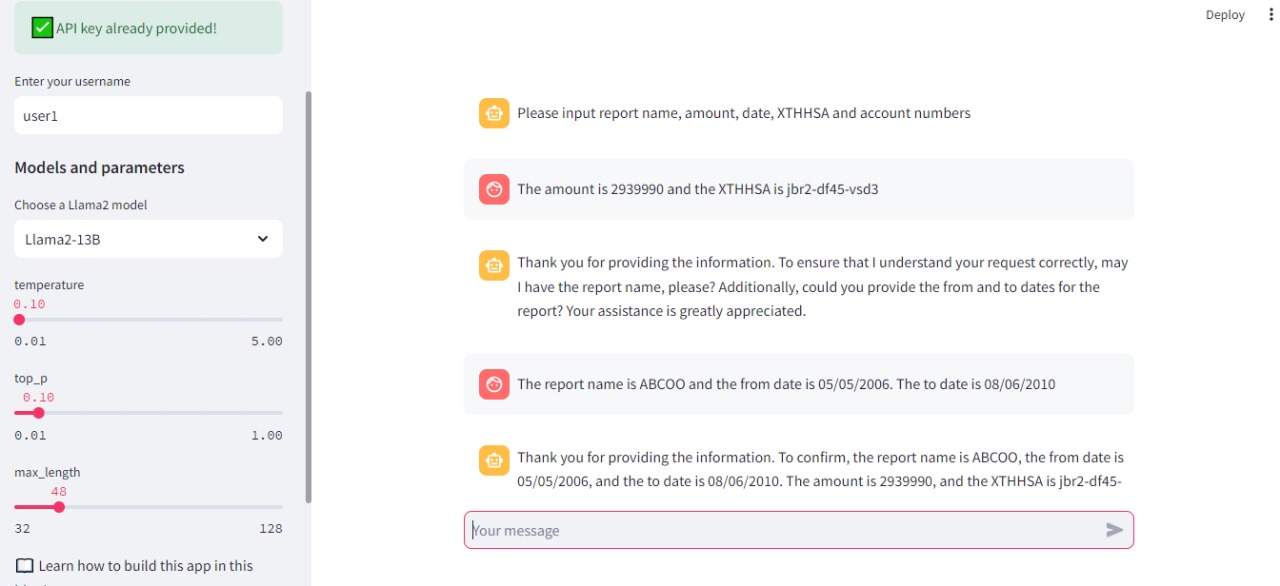 API key already provided!
Enter your username
user1
Models and parameters
Choose a Llama2 model
Llama2-13B
temperature
0.10
0.01 5.00
top_p
0.10
0.01 1.00
max_length
48
32 128
Learn how to build this app in this
Deploy
Please input report name, amount, date, XTHHSA and account numbers
The amount is 2939990 and the XTHHSA is jbr2-df45-vsd3
Thank you for providing the information. To ensure that I understand your request correctly, may
I have the report name, please? Additionally, could you provide the from and to dates for the
report? Your assistance is greatly appreciated.
The report name is ABCOO and the from date is 05/05/2006. The to date is 08/06/2010
Thank you for providing the information. To confirm, the report name is ABCOO, the from date is
05/05/2006, and the to date is 08/06/2010. The amount is 2939990, and the XTHHSA is jbr2-df45-
Your message